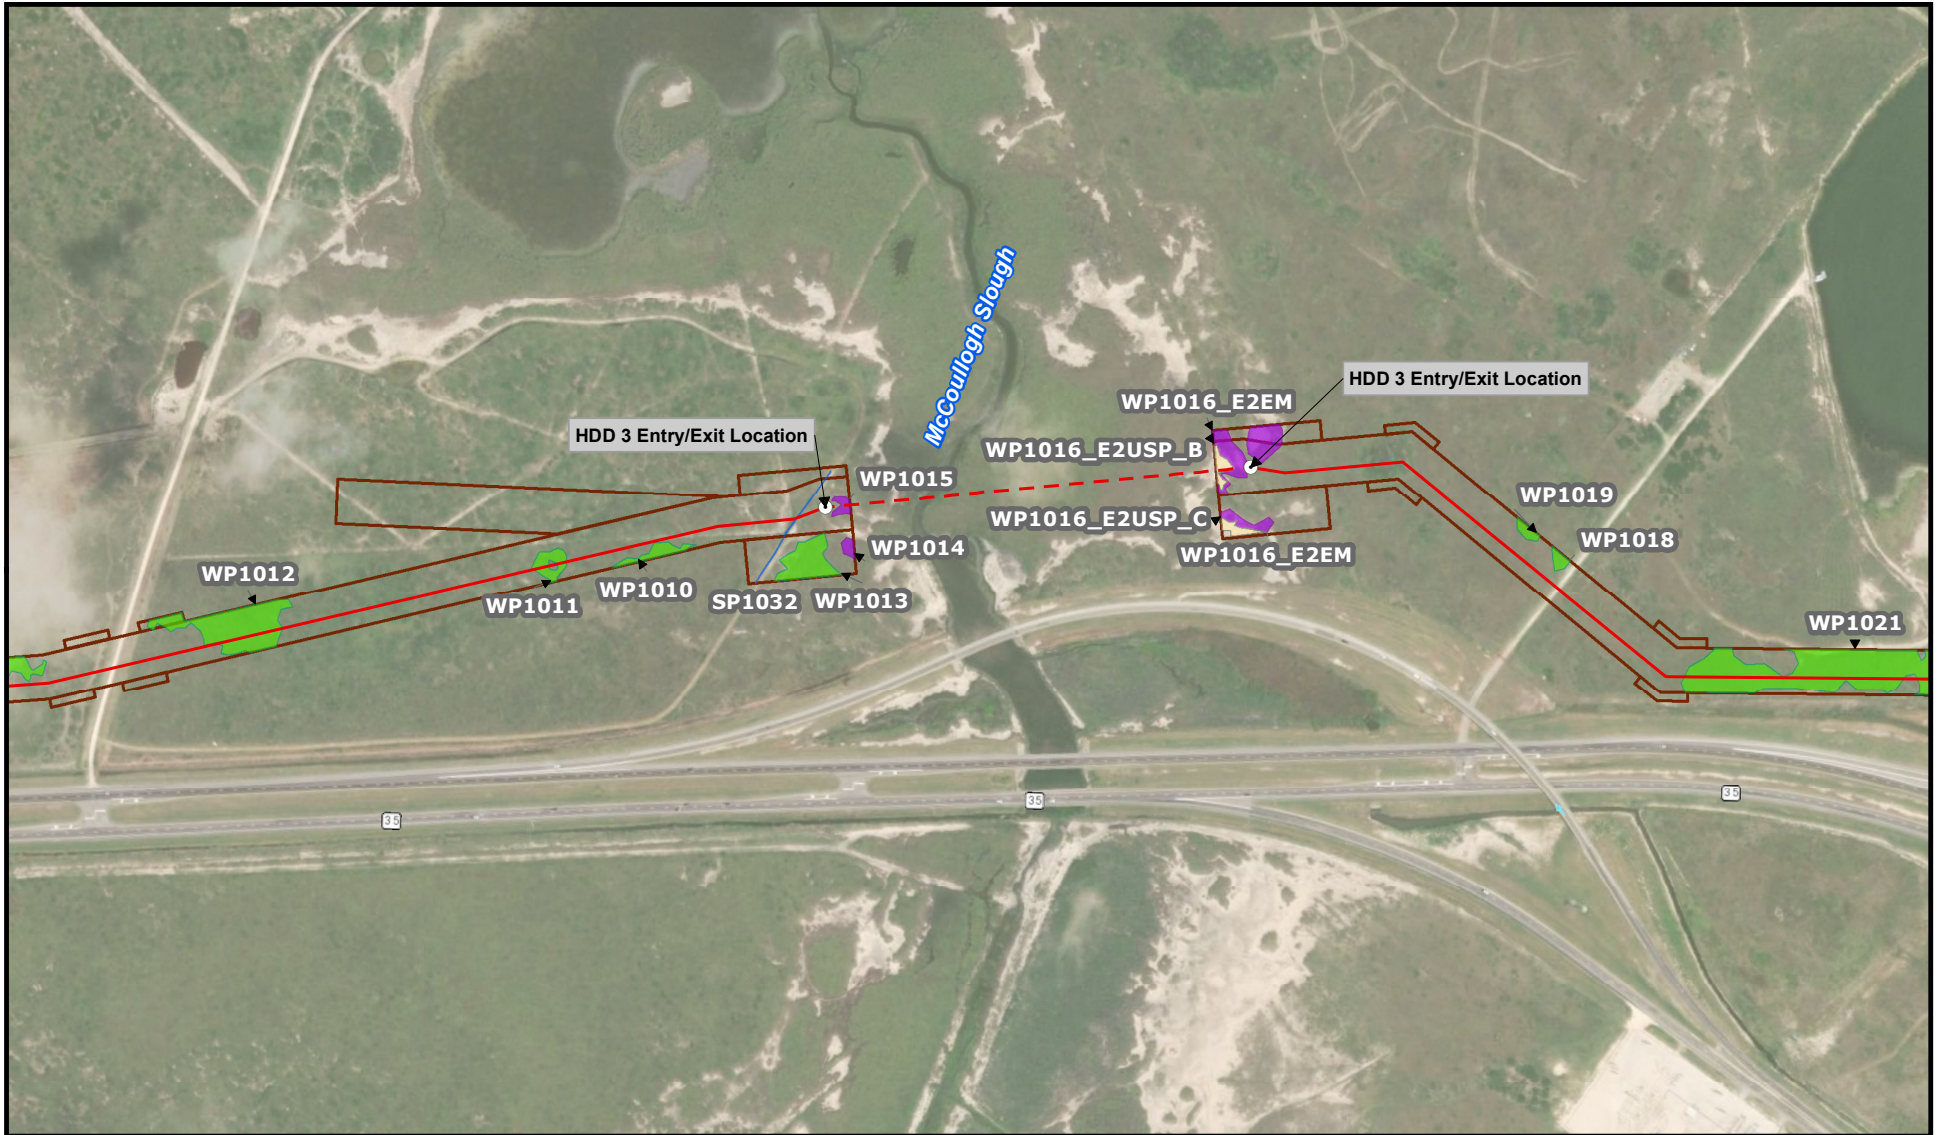 McCoullogh Slough
HDD 3 Entry/Exit Location
WP1016_E2EM
HDD 3 Entry/Exit Location
WP1016_E2USP_B
WP1015
WP1019
WP1016_E2USP_C
WP1018
WP1014
WP1016_E2EM
WP1012
WP1010
WP1011
SP1032
WP1013
WP1021
35
35
35